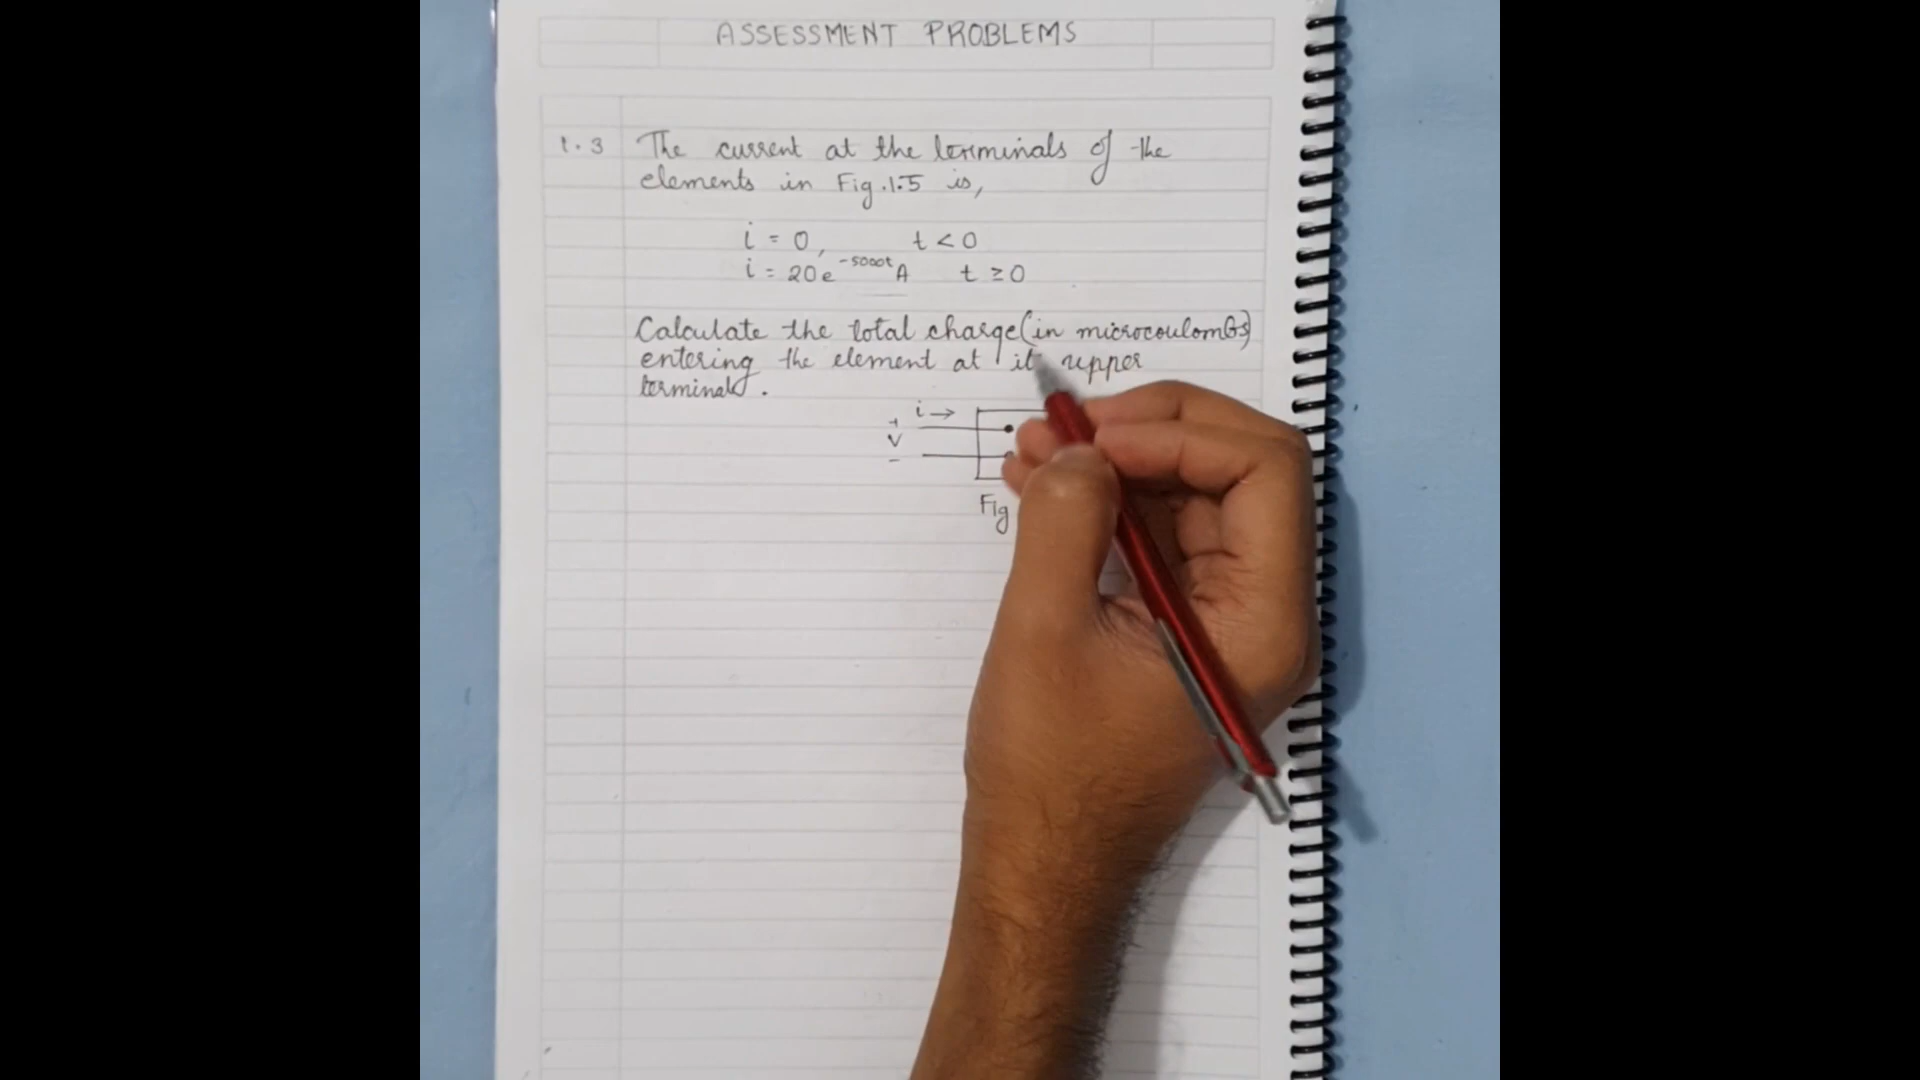 ASSESSMENT PROBLEMS
1.3 The current at the terminals of the
elements in Fig.1.5 is,
i = 0, t < 0
i = 20e^-5000t A t ≥ 0
Calculate the total charge (in microcoulombs)
entering the element at its upper
terminal.
i →
+
V
-
Fig